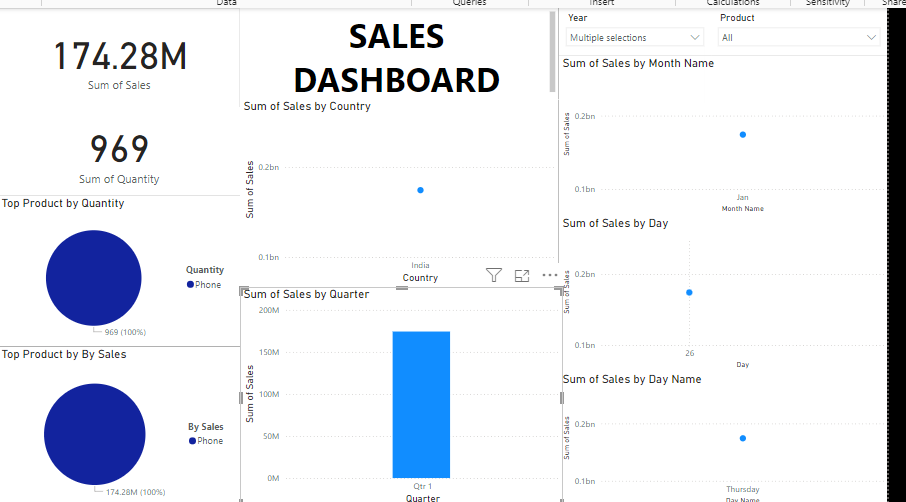 Data
Queries
Insert
Calculations
Sensitivity
Share
174.28M
Sum of Sales
969
Sum of Quantity
Top Product by Quantity
Quantity
Phone
969 (100%)
Top Product by By Sales
By Sales
Phone
174.28M (100%)
SALES
DASHBOARD
Sum of Sales by Country
Sum of Sales
0.2bn
0.1bn
India
Country
Sum of Sales by Quarter
Sum of Sales
200M
150M
100M
50M
0M
Qtr 1
Quarter
Year
Multiple selections
Product
All
Sum of Sales by Month Name
Sum of Sales
0.2bn
0.1bn
Jan
Month Name
Sum of Sales by Day
Sum of Sales
0.2bn
0.1bn
26
Day
Sum of Sales by Day Name
Sum of Sales
0.2bn
0.1bn
Thursday
Day Name